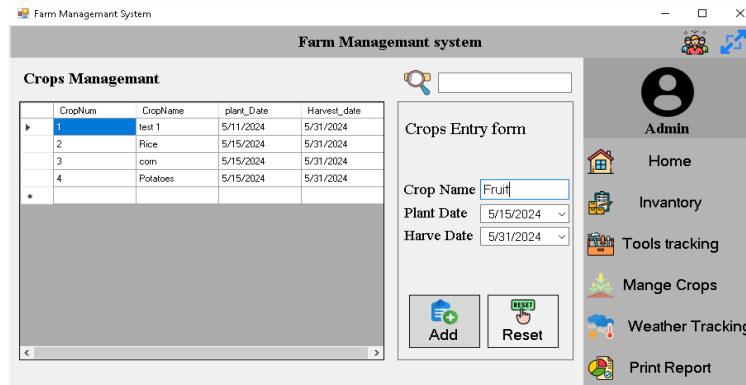 Farm Managemant System
Farm Managemant system
Crops Managemant
CropNum CropName plant_Date Harvest_date
1 test 1 5/11/2024 5/31/2024
2 Rice 5/15/2024 5/31/2024
3 corn 5/15/2024 5/31/2024
4 Potatoes 5/15/2024 5/31/2024
Crops Entry form
Crop Name Fruit
Plant Date 5/15/2024
Harve Date 5/31/2024
Add
RESET
Reset
Admin
Home
Inventory
Tools tracking
Mange Crops
Weather Tracking
Print Report